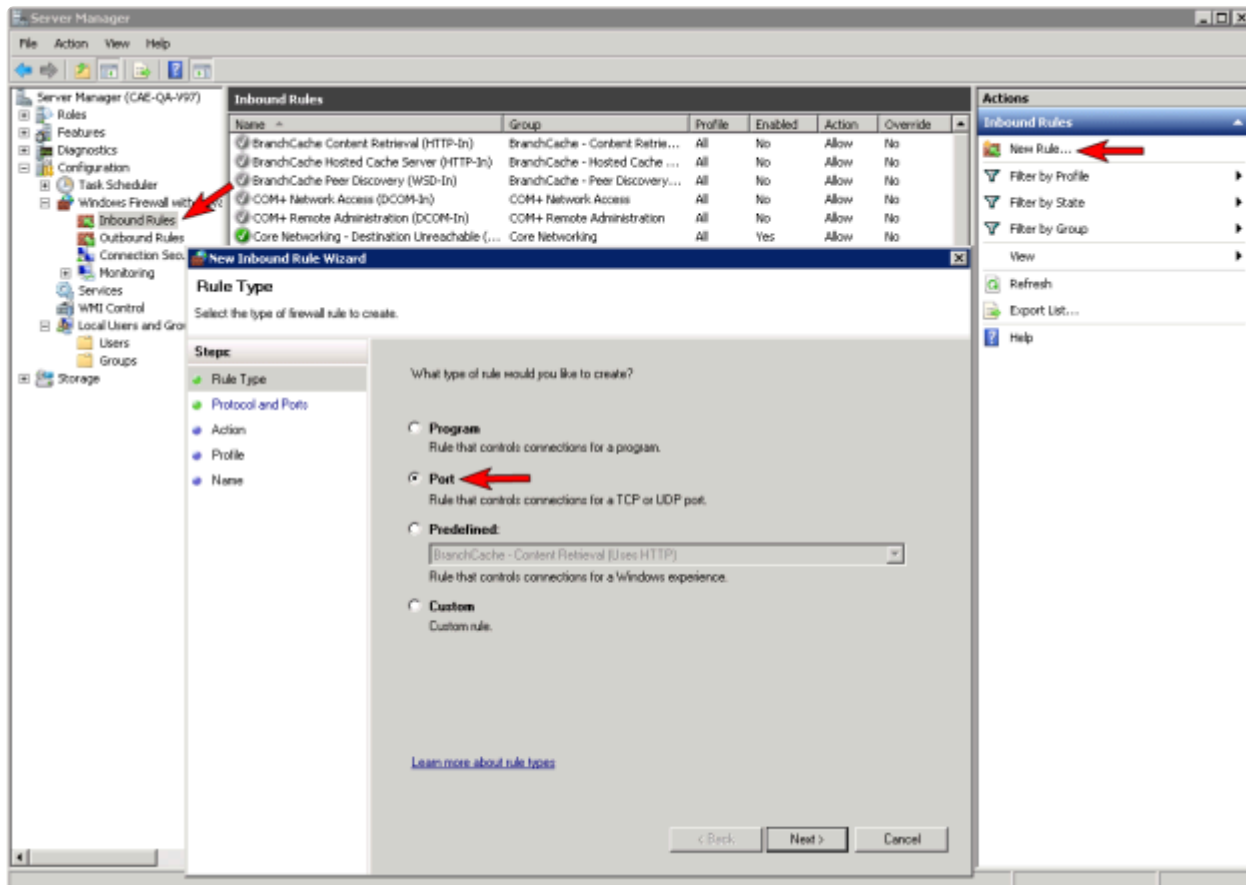 Server Manager
File Action View Help
Server Manager (CAE-QA-V97)
Roles
Features
Diagnostics
Configuration
Task Scheduler
Windows Firewall with
Inbound Rules
Outbound Rules
Connection Sec
Monitoring
Services
WMI Control
Local Users and Gro
Users
Groups
Storage
Inbound Rules
Name Group Profile Enabled Action Override
BranchCache Content Retrieval (HTTP-In) BranchCache - Content Retrie... All No Allow No
BranchCache Hosted Cache Server (HTTP-In) BranchCache - Hosted Cache ... All No Allow No
BranchCache Peer Discovery (WSD-In) BranchCache - Peer Discovery... All No Allow No
COM+ Network Access (DCOM-In) COM+ Network Access All No Allow No
COM+ Remote Administration (DCOM-In) COM+ Remote Administration All No Allow No
Core Networking - Destination Unreachable (... Core Networking All Yes Allow No
New Inbound Rule Wizard
Rule Type
Select the type of firewall rule to create.
Steps:
Rule Type
Protocol and Ports
Action
Profile
Name
What type of rule would you like to create?
Program
Rule that controls connections for a program.
Port
Rule that controls connections for a TCP or UDP port.
Predefined:
BranchCache - Content Retrieval (Uses HTTP)
Rule that controls connections for a Windows experience.
Custom
Custom rule.
Learn more about rule types
< Back Next > Cancel
Actions
Inbound Rules
New Rule...
Filter by Profile
Filter by State
Filter by Group
View
Refresh
Export List...
Help